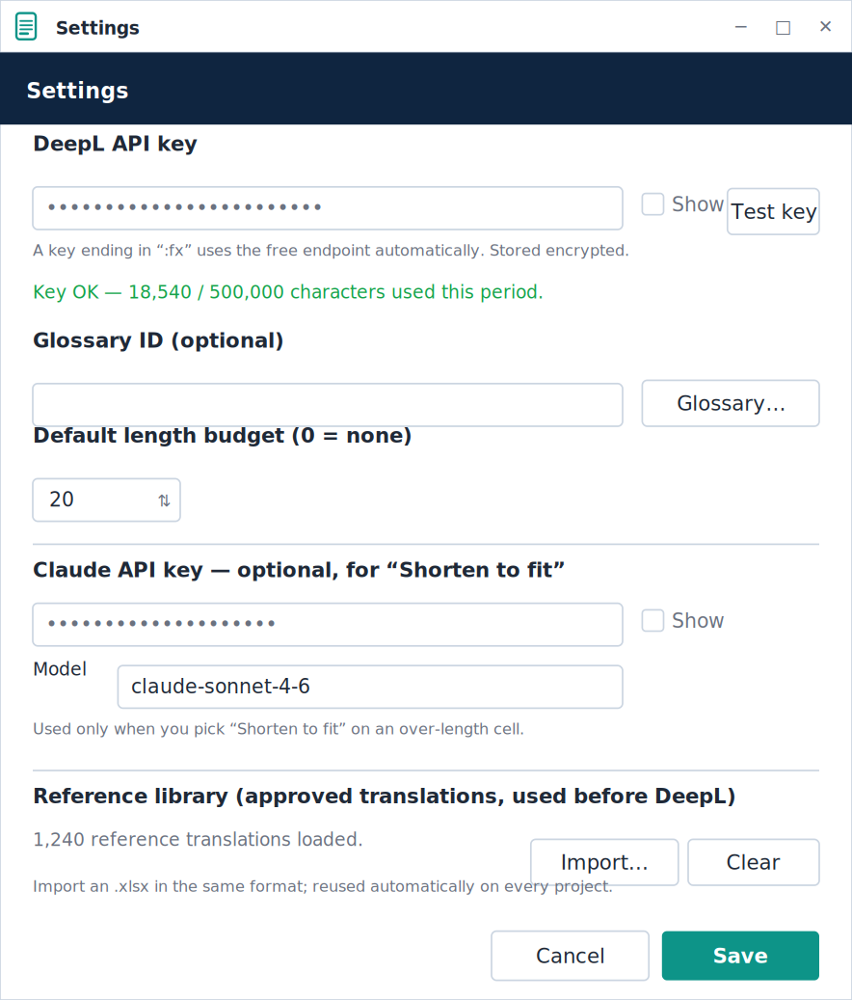 Settings
Settings
DeepL API key
•••••••••••••••••••••••• Show Test key
A key ending in “:fx” uses the free endpoint automatically. Stored encrypted.
Key OK — 18,540 / 500,000 characters used this period.
Glossary ID (optional)
Glossary…
Default length budget (0 = none)
20
Claude API key — optional, for “Shorten to fit”
•••••••••••••••••••• Show
Model claude-sonnet-4-6
Used only when you pick “Shorten to fit” on an over-length cell.
Reference library (approved translations, used before DeepL)
1,240 reference translations loaded.
Import… Clear
Import an .xlsx in the same format; reused automatically on every project.
Cancel Save